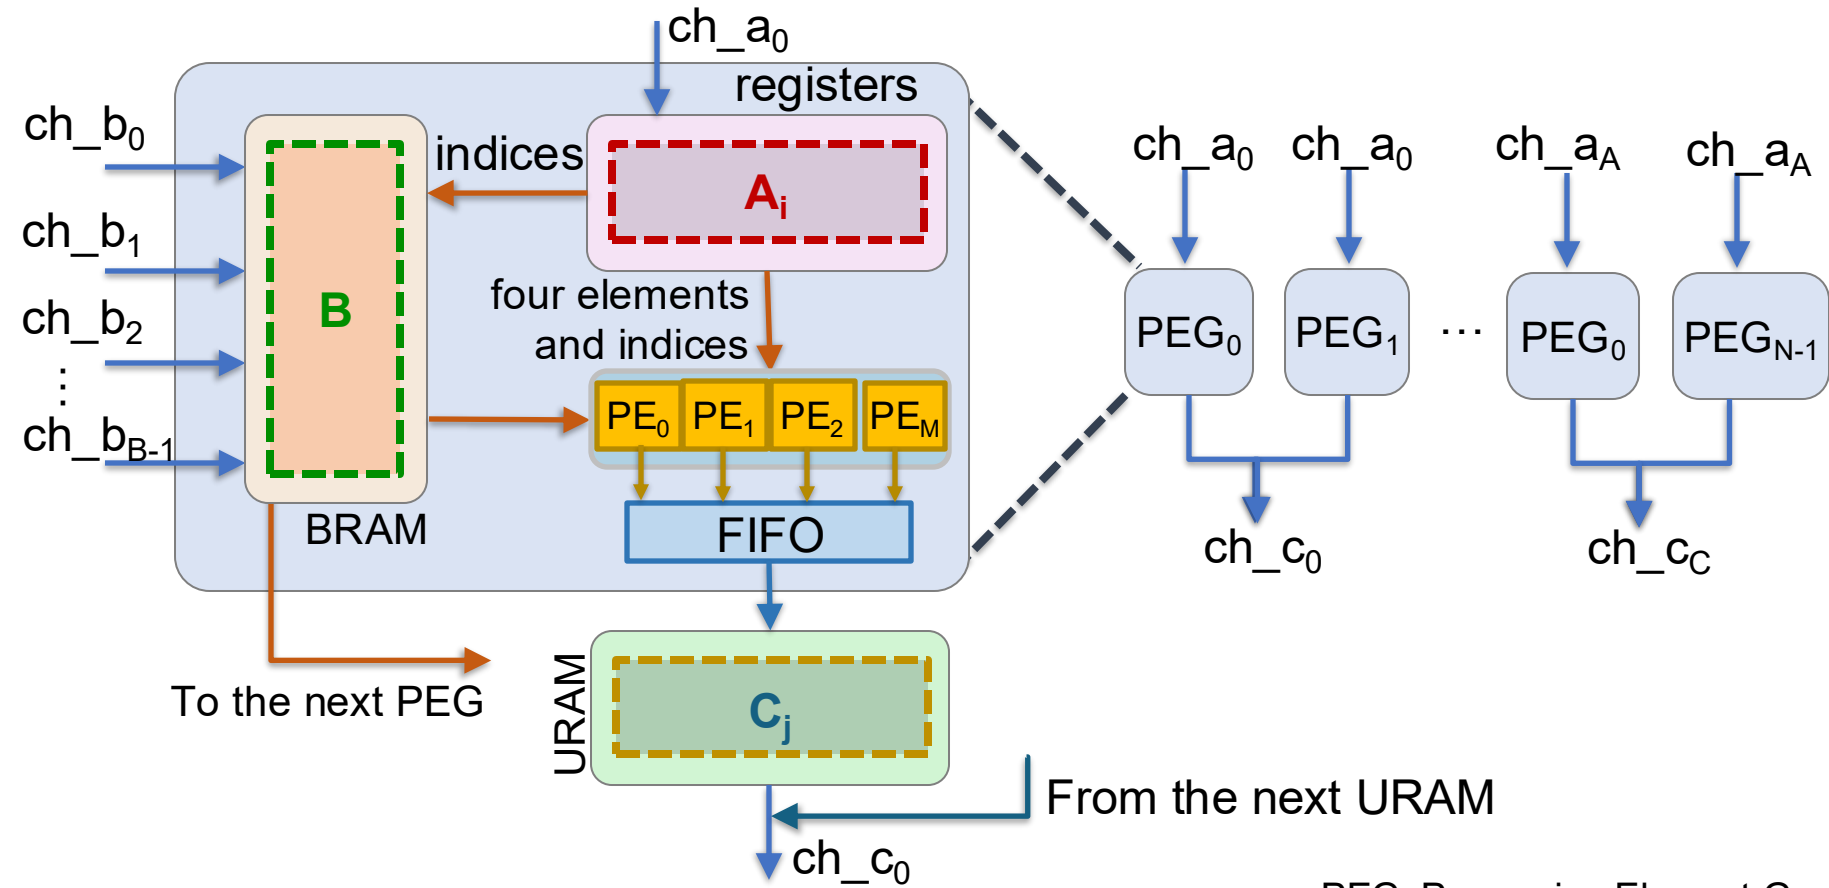 ch_a0
registers
ch_b0
indices
Ai
ch_b1
B
four elements
and indices
ch_b2
⋮
ch_bB-1
PE0
PE1
PE2
PEM
BRAM
FIFO
To the next PEG
URAM
Cj
From the next URAM
ch_c0
ch_a0
ch_a0
ch_aA
ch_aA
PEG0
PEG1
...
PEG0
PEGN-1
ch_c0
ch_cC